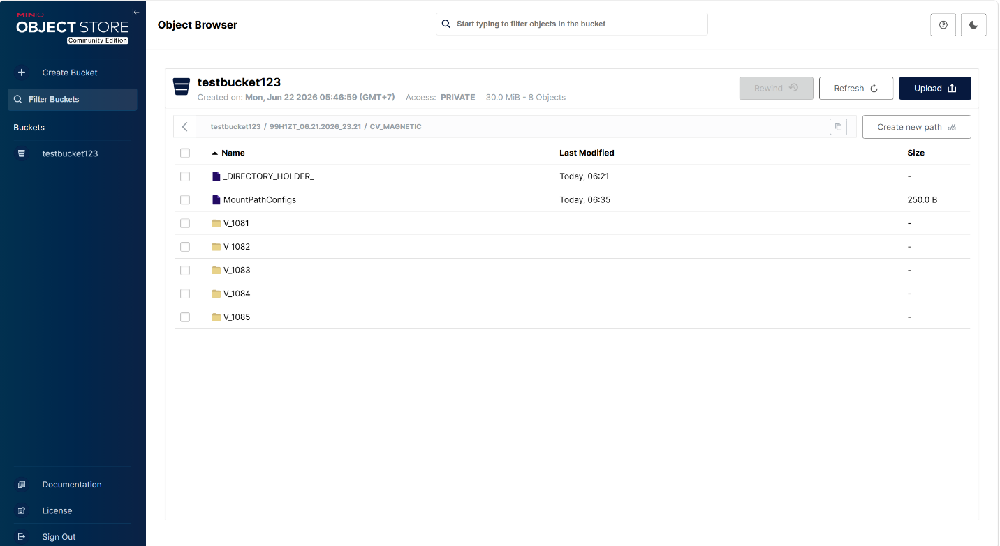 MINIO
OBJECT STORE
Community Edition
Create Bucket
Filter Buckets
Buckets
testbucket123
Documentation
License
Sign Out
Object Browser
Start typing to filter objects in the bucket
testbucket123
Created on: Mon, Jun 22 2026 05:46:59 (GMT+7) Access: PRIVATE 30.0 MiB - 8 Objects
Rewind Refresh Upload
testbucket123 / 99H1ZT_06.21.2026_23.21 / CV_MAGNETIC
Create new path
Name Last Modified Size
_DIRECTORY_HOLDER_ Today, 06:21 -
MountPathConfigs Today, 06:35 250.0 B
V_1081 -
V_1082 -
V_1083 -
V_1084 -
V_1085 -